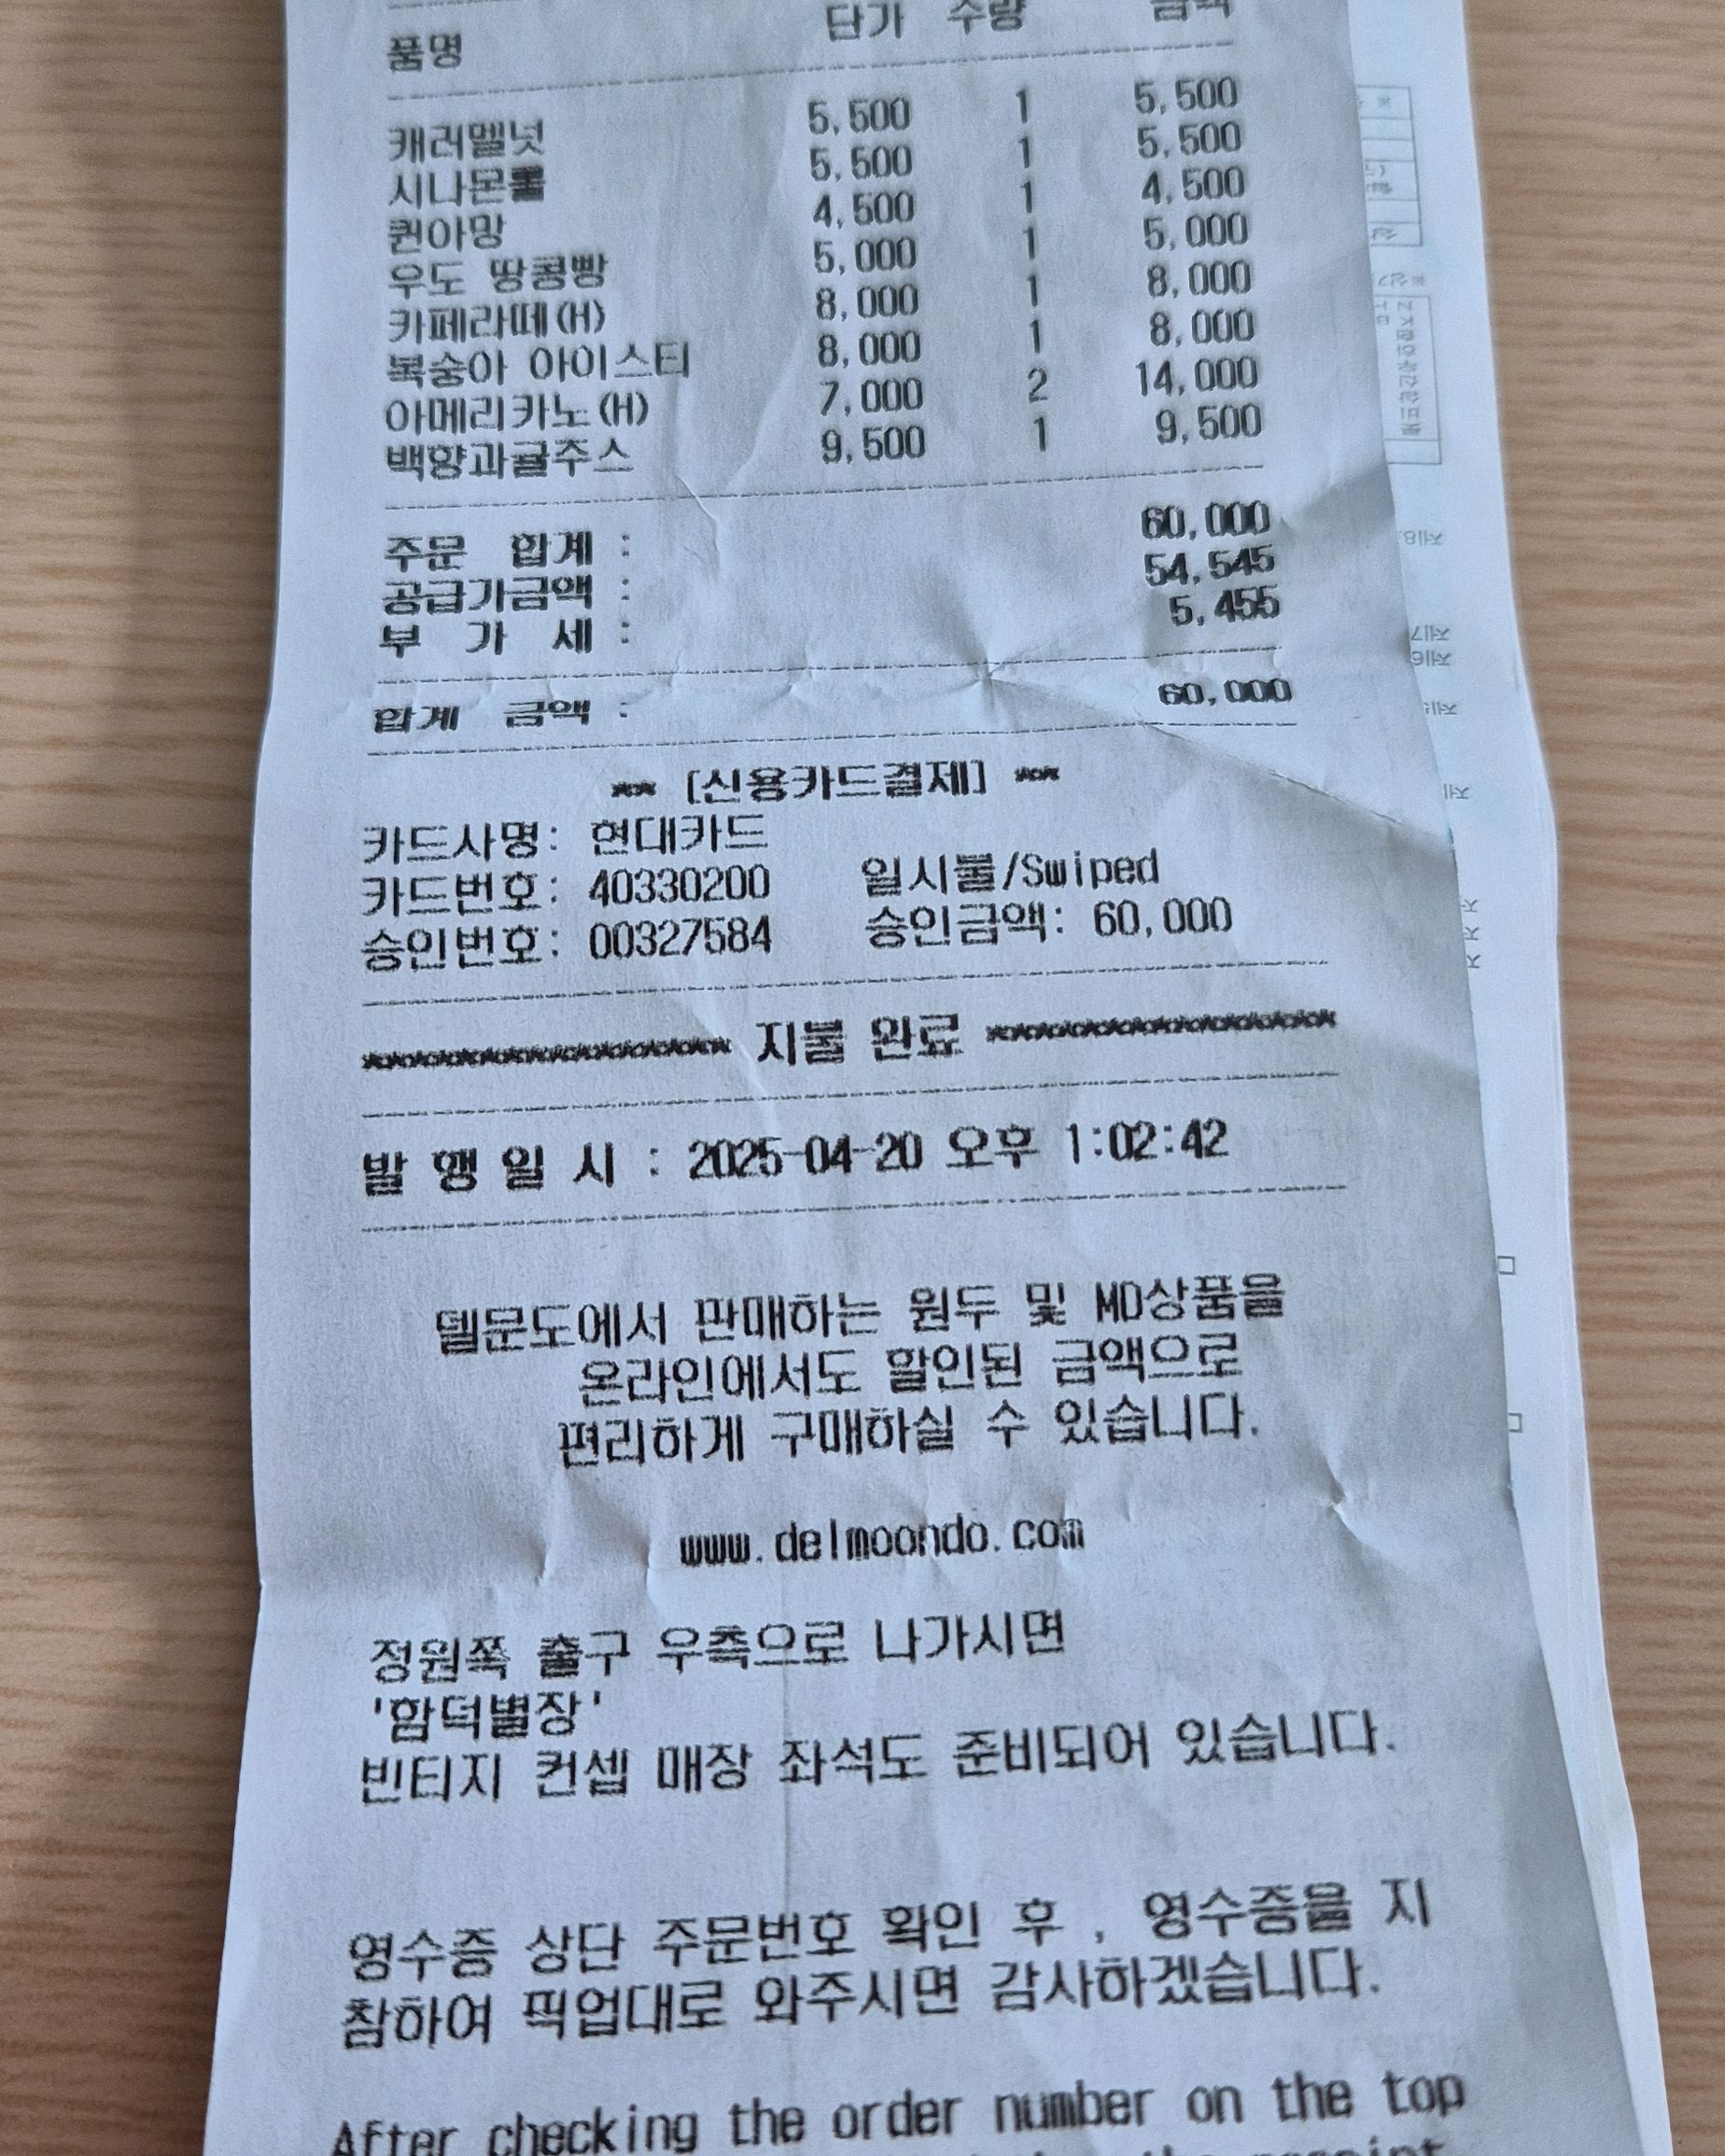 품명 단가 수량 금액
캐러멜넛 5,500 1 5,500
시나몬롤 5,500 1 5,500
퀸아망 4,500 1 4,500
우도 땅콩빵 5,000 1 5,000
카페라떼(H) 8,000 1 8,000
복숭아 아이스티 8,000 1 8,000
아메리카노(H) 7,000 2 14,000
백향과귤주스 9,500 1 9,500
주문 합계 : 60,000
공급가금액 : 54,545
부 가 세 : 5,455
합계 금액 : 60,000
** [신용카드결제] **
카드사명: 현대카드
카드번호: 40330200 일시불/Swiped
승인번호: 00327584 승인금액: 60,000
******************** 지불 완료 ********************
발 행 일 시 : 2025-04-20 오후 1:02:42
델문도에서 판매하는 원두 및 MD상품을
온라인에서도 할인된 금액으로
편리하게 구매하실 수 있습니다.
www.delmoondo.com
정원쪽 출구 우측으로 나가시면
'함덕별장'
빈티지 컨셉 매장 좌석도 준비되어 있습니다.
영수증 상단 주문번호 확인 후 , 영수증을 지
참하여 픽업대로 와주시면 감사하겠습니다.
After checking the order number on the top